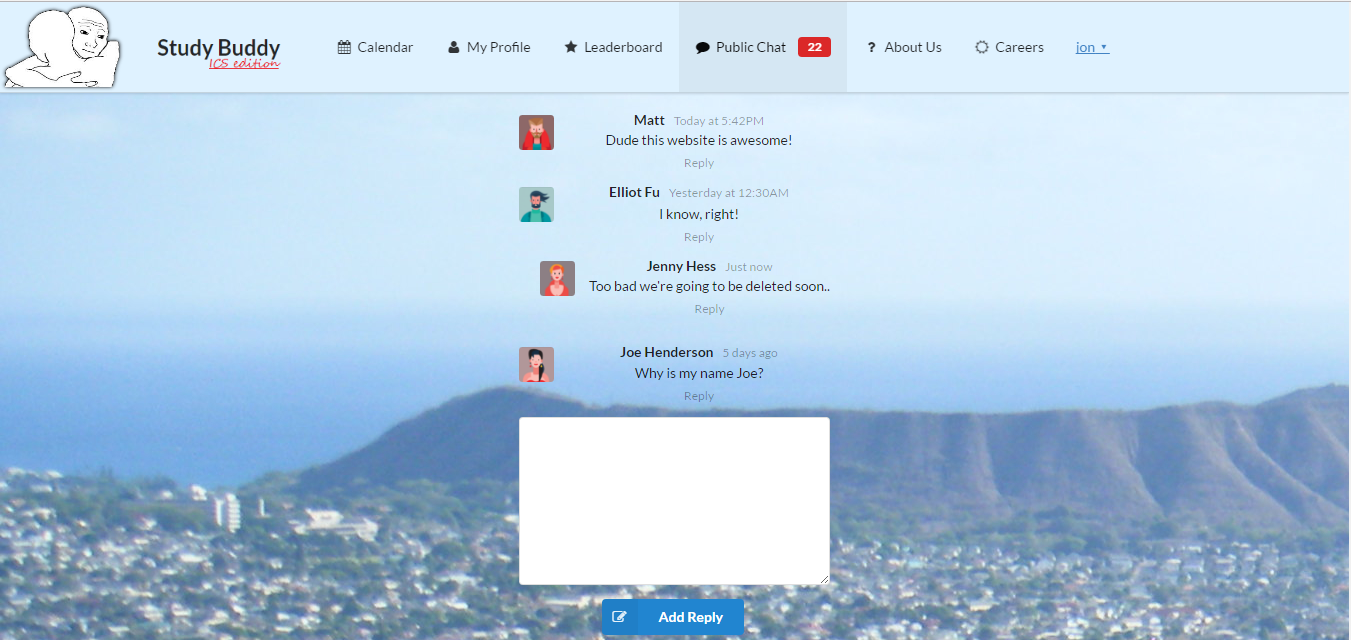 Study Buddy
ICS edition
Calendar My Profile Leaderboard Public Chat 22 ? About Us Careers jon
Matt Today at 5:42PM
Dude this website is awesome!
Reply
Elliot Fu Yesterday at 12:30AM
I know, right!
Reply
Jenny Hess Just now
Too bad we're going to be deleted soon..
Reply
Joe Henderson 5 days ago
Why is my name Joe?
Reply
Add Reply